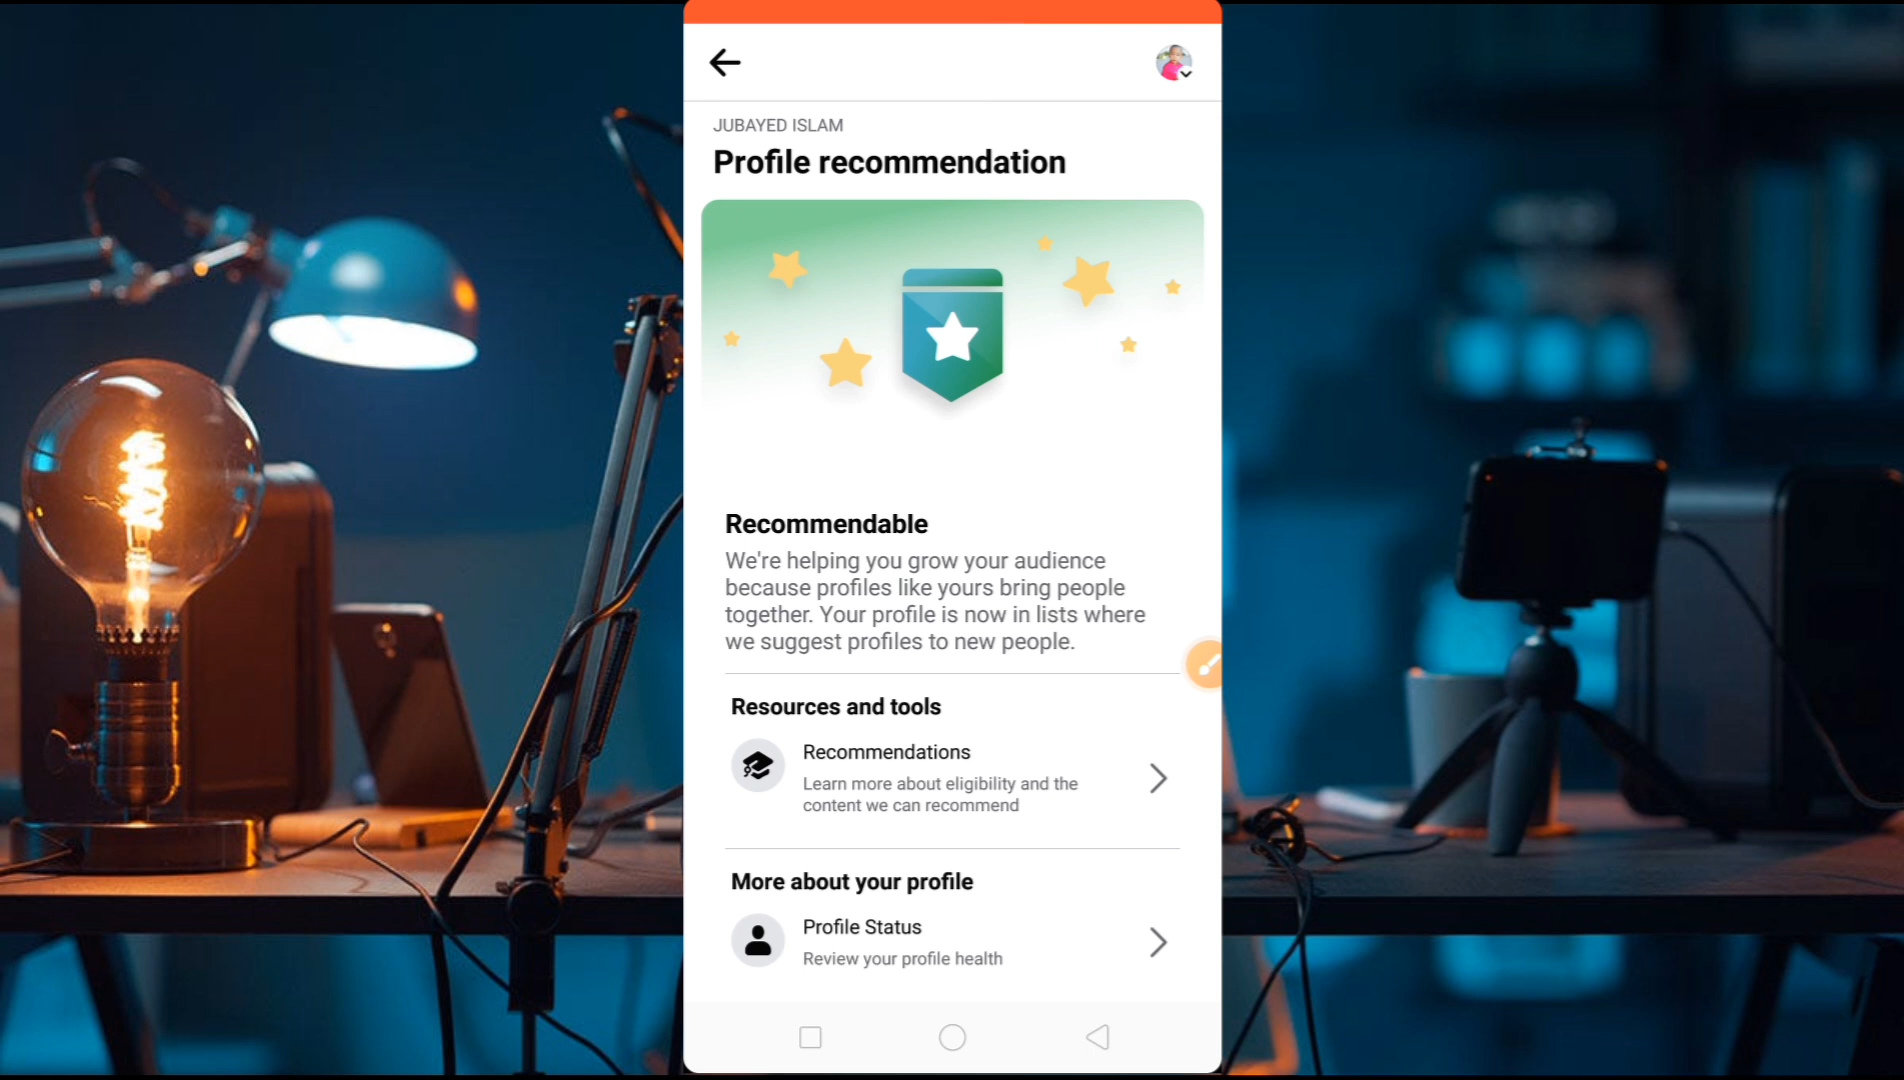 JUBAYED ISLAM
Profile recommendation
Recommendable
We're helping you grow your audience
because profiles like yours bring people
together. Your profile is now in lists where
we suggest profiles to new people.
Resources and tools
Recommendations
Learn more about eligibility and the
content we can recommend
More about your profile
Profile Status
Review your profile health